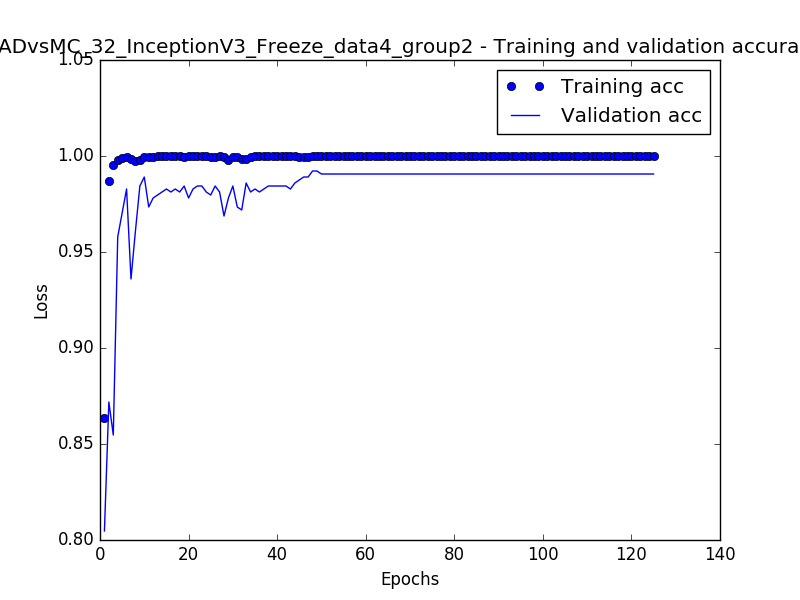 ADvsMC_32_InceptionV3_Freeze_data4_group2 - Training and validation accura
1.05
Training acc
Validation acc
1.00
0.95
0.90
0.85
0.80
Loss
0 20 40 60 80 100 120 140
Epochs